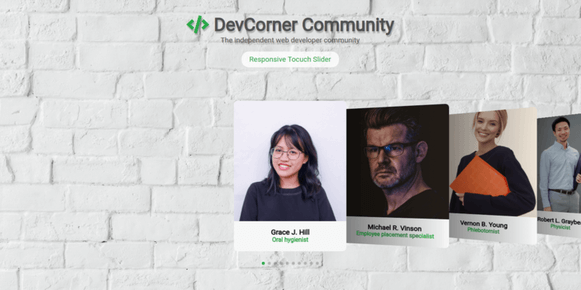 </> DevCorner Community
The independent web developer community
Responsive Tocuch Slider
Grace J. Hill
Oral hygienist
Michael R. Vinson
Employee placement specialist
Vernon B. Young
Phlebotomist
Robert L. Graybe
Physicist